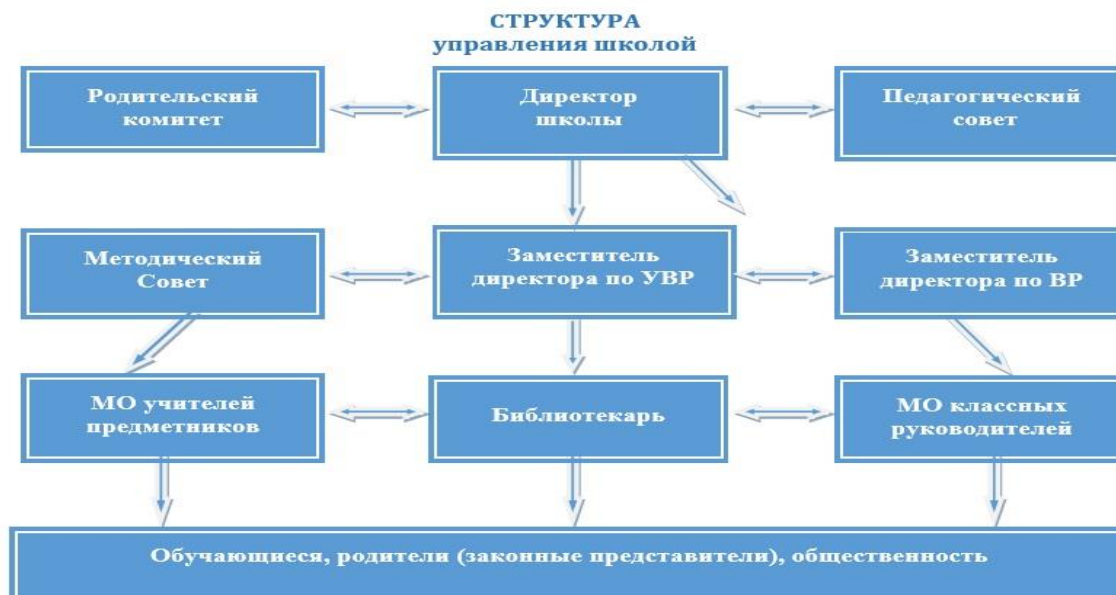 СТРУКТУРА
управления школой
Родительский
комитет
Директор
школы
Педагогический
совет
Методический
Совет
Заместитель
директора по УВР
Заместитель
директора по ВР
МО учителей
предметников
Библиотекарь
МО классных
руководителей
Обучающиеся, родители (законные представители), общественность